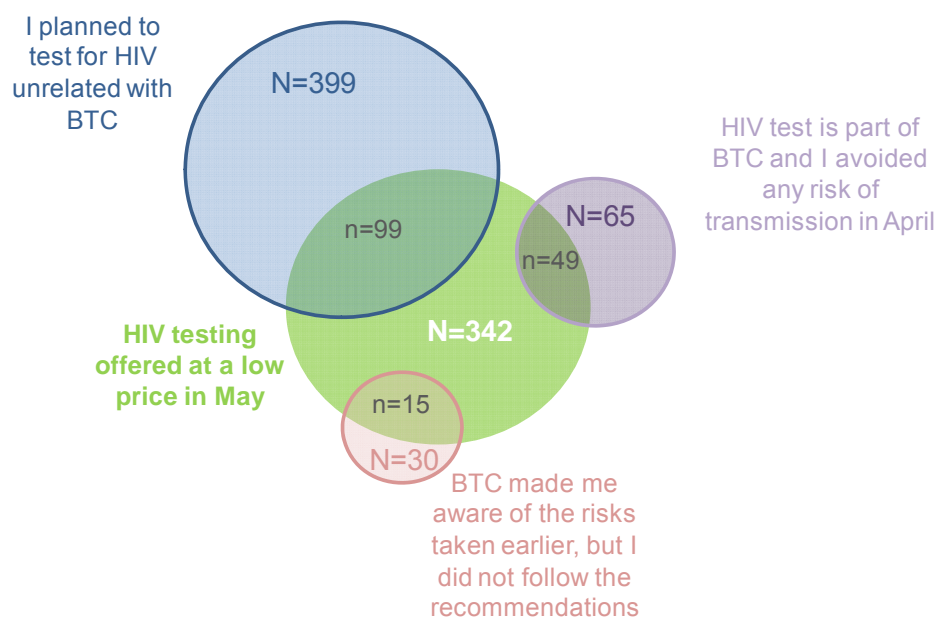 I planned to
test for HIV
unrelated with
BTC
N=399
HIV test is part of
BTC and I avoided
any risk of
transmission in April
N=65
n=99
n=49
HIV testing
offered at a low
price in May
N=342
n=15
N=30
BTC made me
aware of the risks
taken earlier, but I
did not follow the
recommendations